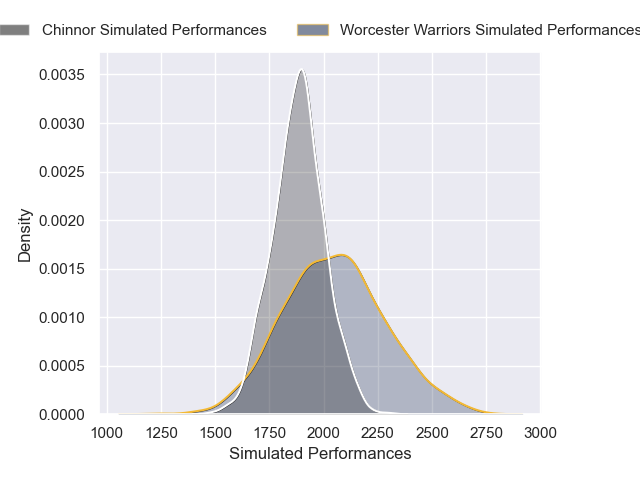 Chinnor Simulated Performances
Worcester Warriors Simulated Performances
0.0035
0.0030
0.0025
0.0020
0.0015
0.0010
0.0005
0.0000
Density
1000 1250 1500 1750 2000 2250 2500 2750 3000
Simulated Performances